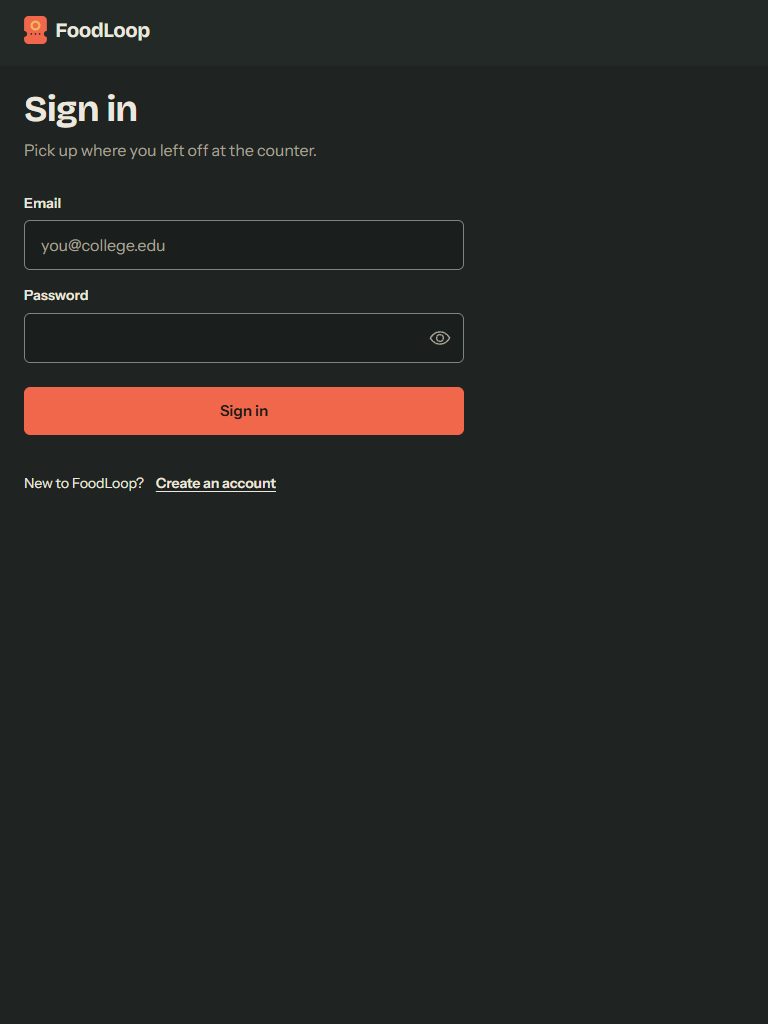 FoodLoop
Sign in
Pick up where you left off at the counter.
Email
you@college.edu
Password
Sign in
New to FoodLoop? Create an account